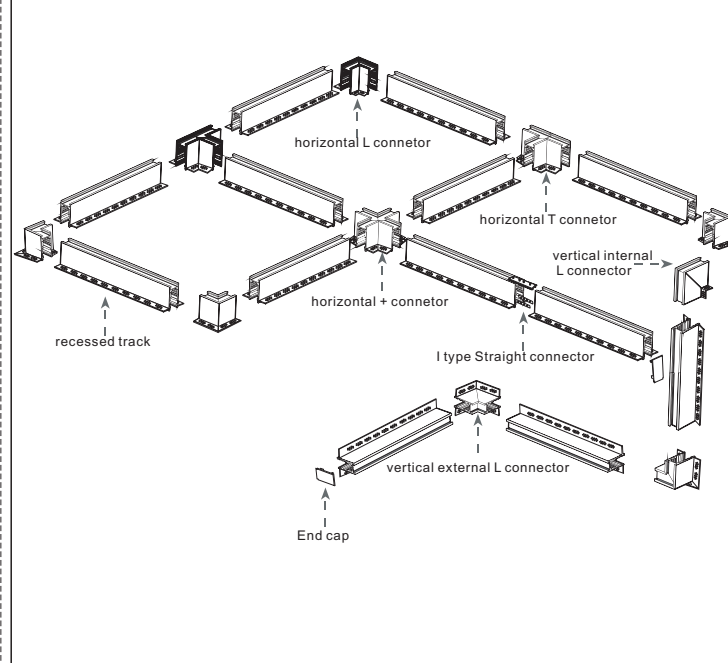 horizontal L connetor
horizontal T connetor
vertical internal
L connector
horizontal + connetor
recessed track
I type Straight connector
vertical external L connector
End cap